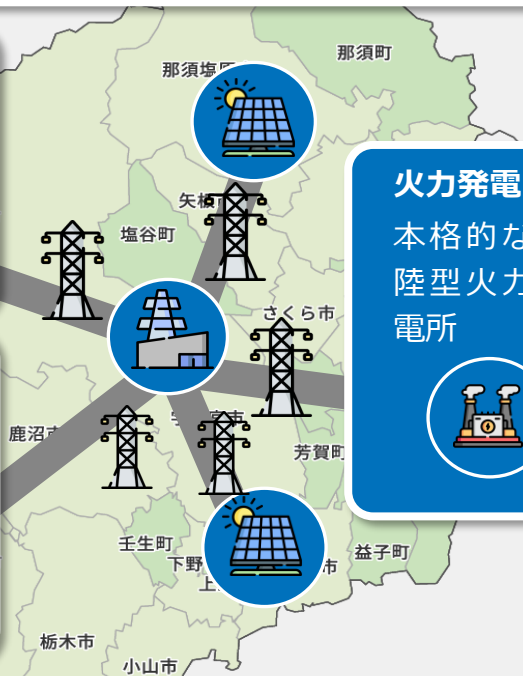 那須町
那須塩原
矢板
塩谷町
さくら市
火力発電
本格的な
陸型火力
電所
鹿沼市
芳賀町
壬生町
下野
市
益子町
栃木市
小山市